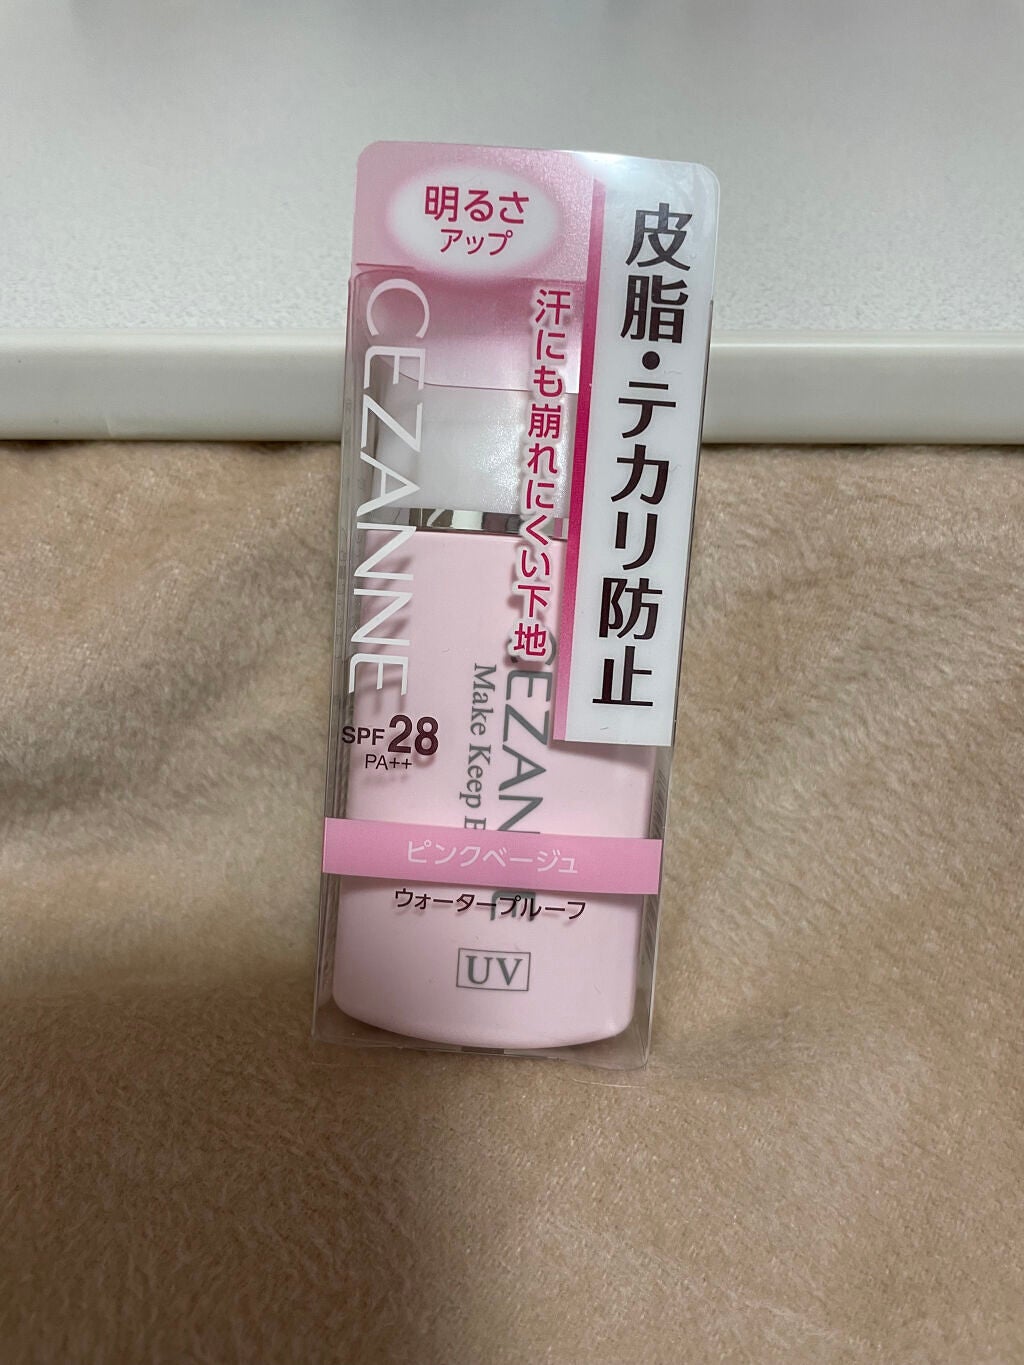 明るさ
アップ
皮脂・テカリ防止
汗にも崩れにくい下地
CEZANNE
SPF28
PA++
CEZANNE
Make Keep
ピンクベージュ
ウォータープルーフ
UV